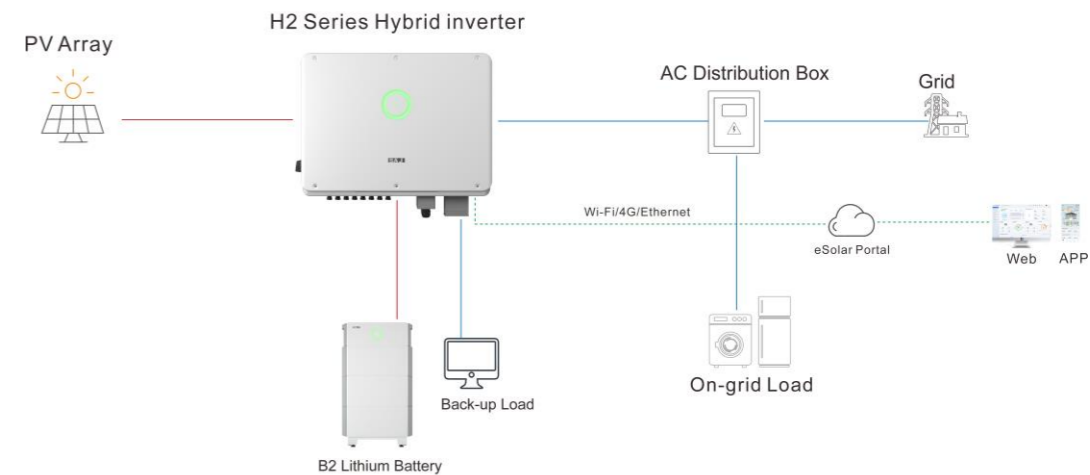 H2 Series Hybrid inverter
PV Array
AC Distribution Box
Grid
Wi-Fi/4G/Ethernet
eSolar Portal
Web
APP
On-grid Load
Back-up Load
B2 Lithium Battery